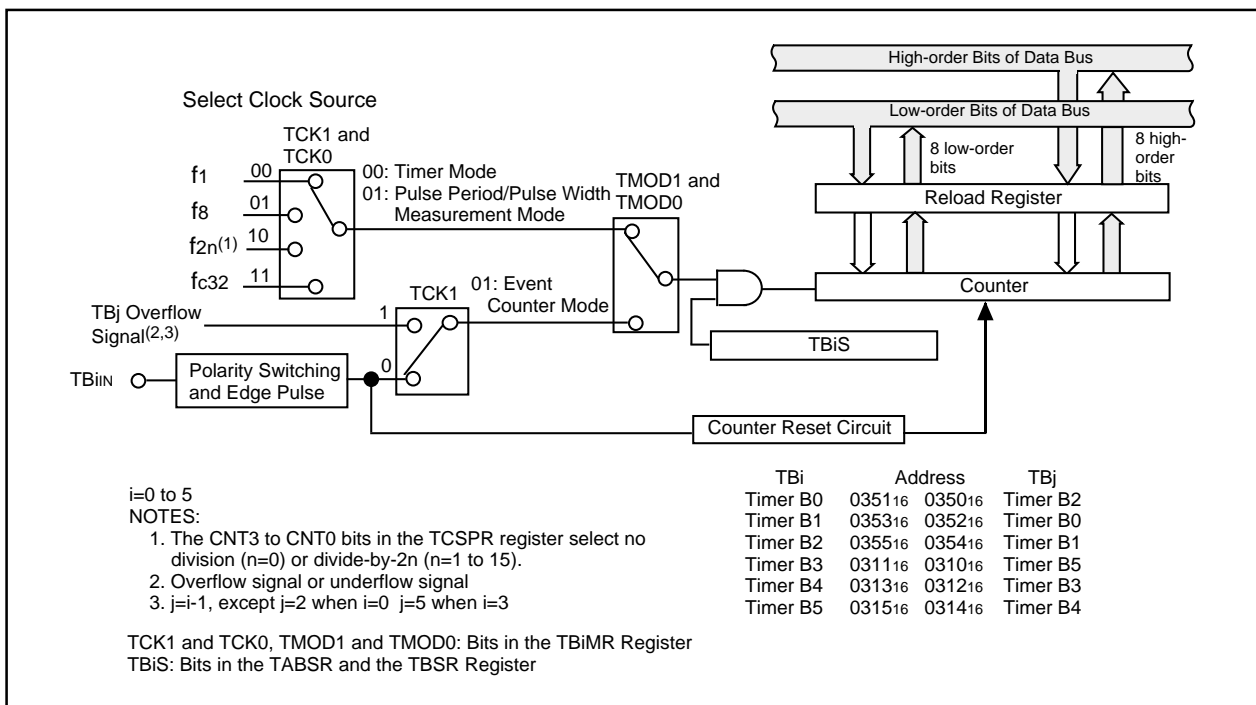 High-order Bits of Data Bus
Low-order Bits of Data Bus
8 low-order
bits
8 high-
order
bits
Reload Register
Counter
Select Clock Source
TCK1 and
TCK0
f1
00
f8
01
f2n(1)
10
fc32
11
00: Timer Mode
01: Pulse Period/Pulse Width
Measurement Mode
TMOD1 and
TMOD0
TCK1
01: Event
Counter Mode
TBj Overflow
Signal(2,3)
1
0
TBiIN
Polarity Switching
and Edge Pulse
TBiS
Counter Reset Circuit
i=0 to 5
NOTES:
1. The CNT3 to CNT0 bits in the TCSPR register select no
division (n=0) or divide-by-2n (n=1 to 15).
2. Overflow signal or underflow signal
3. j=i-1, except j=2 when i=0 j=5 when i=3
TCK1 and TCK0, TMOD1 and TMOD0: Bits in the TBiMR Register
TBiS: Bits in the TABSR and the TBSR Register
TBi Address TBj
Timer B0 035116 035016 Timer B2
Timer B1 035316 035216 Timer B0
Timer B2 035516 035416 Timer B1
Timer B3 031116 031016 Timer B5
Timer B4 031316 031216 Timer B3
Timer B5 031516 031416 Timer B4